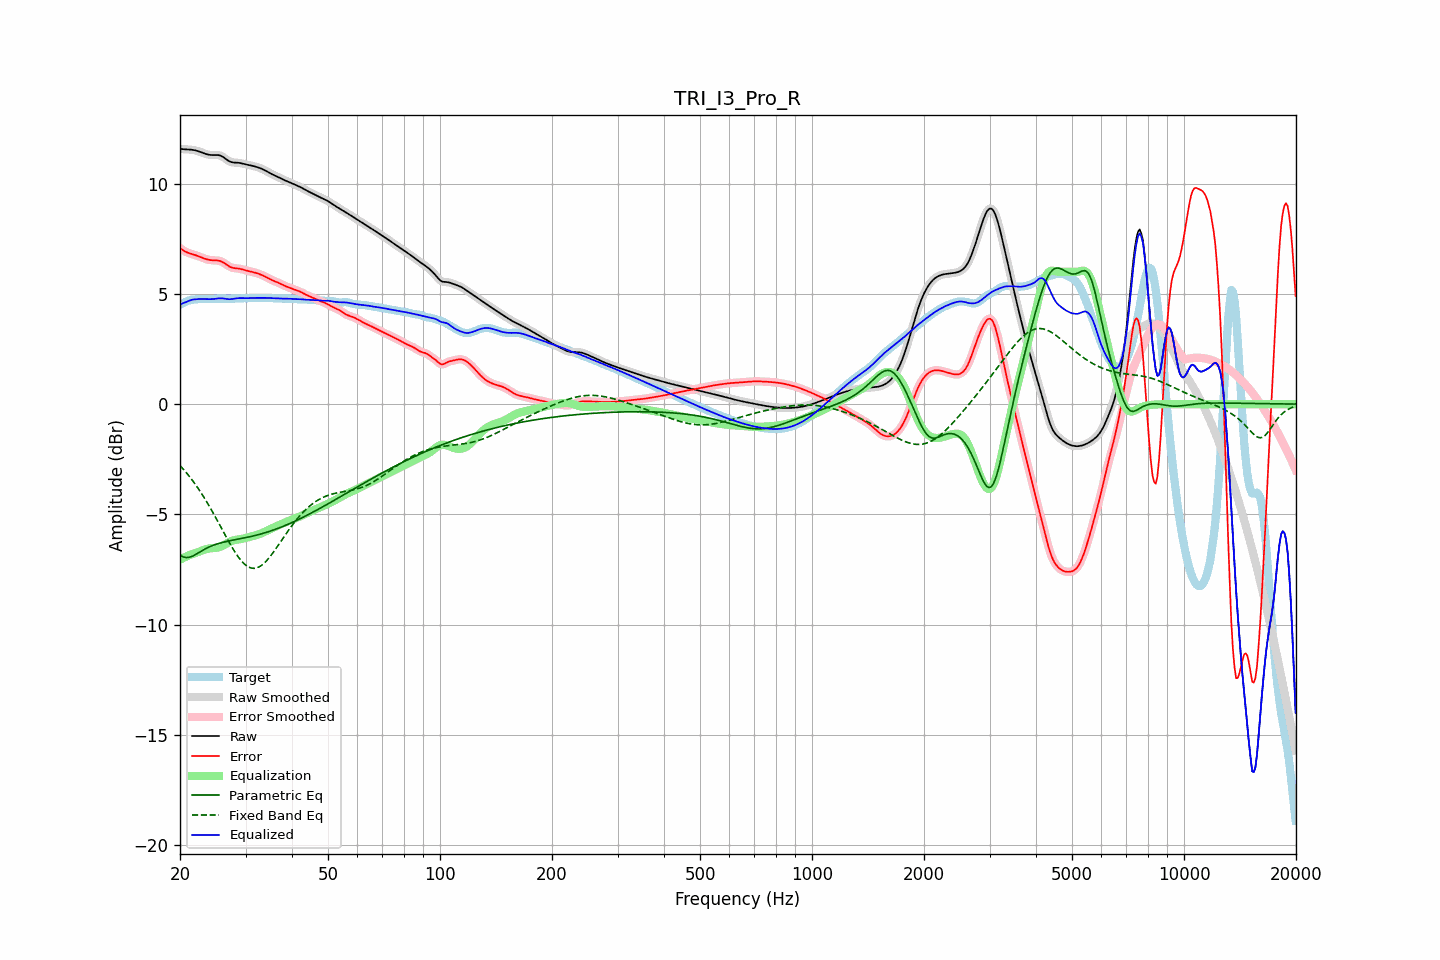 TRI_I3_Pro_R
Amplitude (dBr)
10
5
0
−5
−10
−15
−20
Target
Raw Smoothed
Error Smoothed
Raw
Error
Equalization
Parametric Eq
Fixed Band Eq
Equalized
20 50 100 200 500 1000 2000 5000 10000 20000
Frequency (Hz)